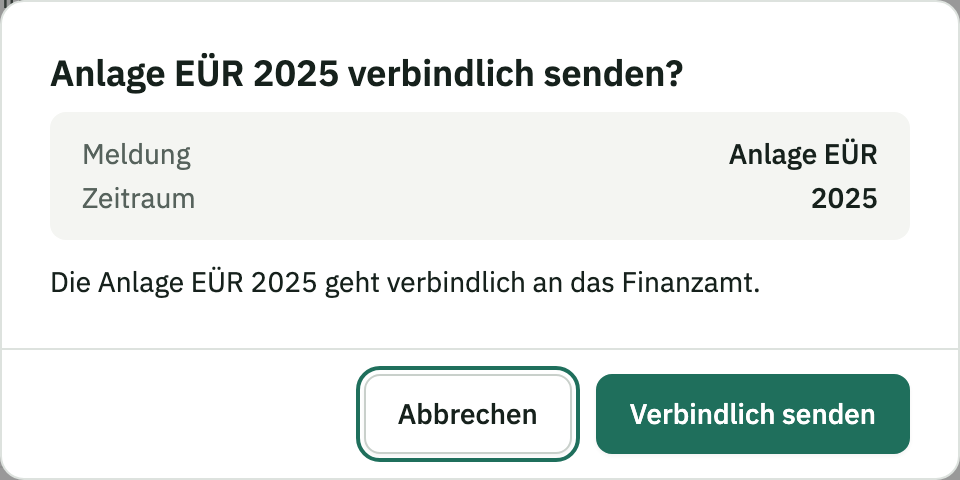 Anlage EÜR 2025 verbindlich senden?
Meldung Anlage EÜR
Zeitraum 2025
Die Anlage EÜR 2025 geht verbindlich an das Finanzamt.
Abbrechen Verbindlich senden